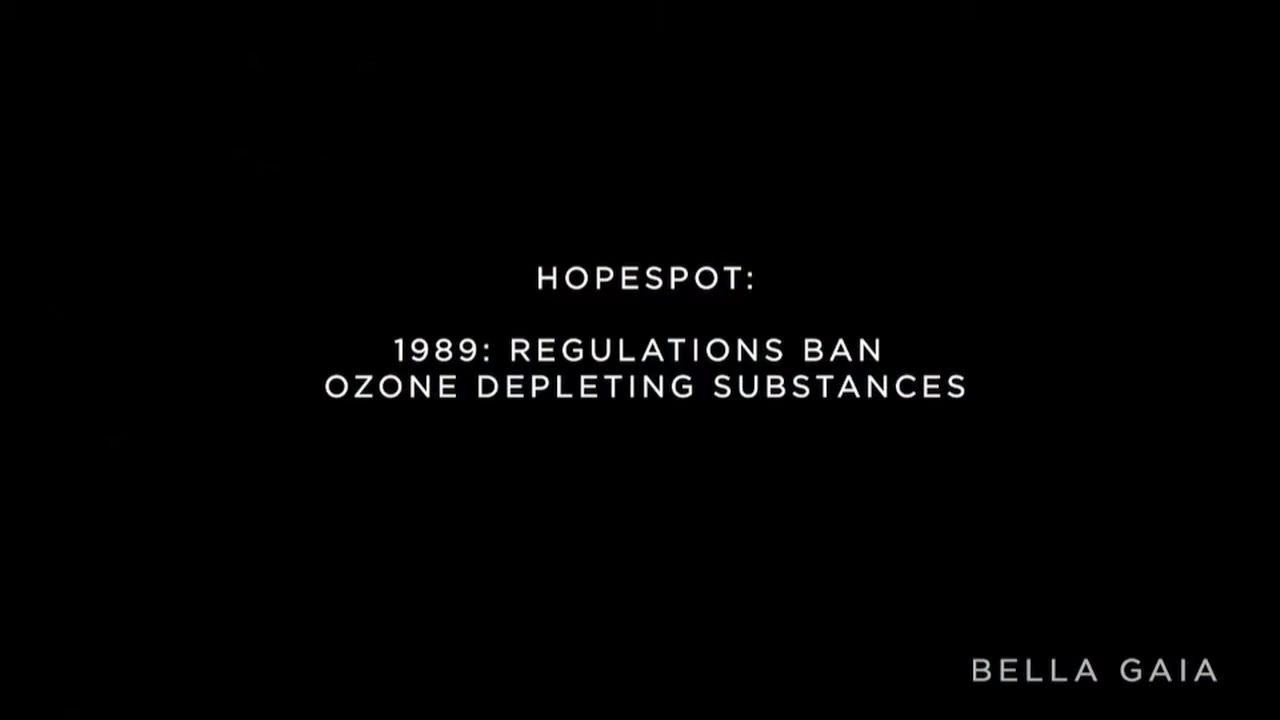 HOPESPOT:
1989: REGULATIONS BAN
OZONE DEPLETING SUBSTANCES
BELLA GAIA